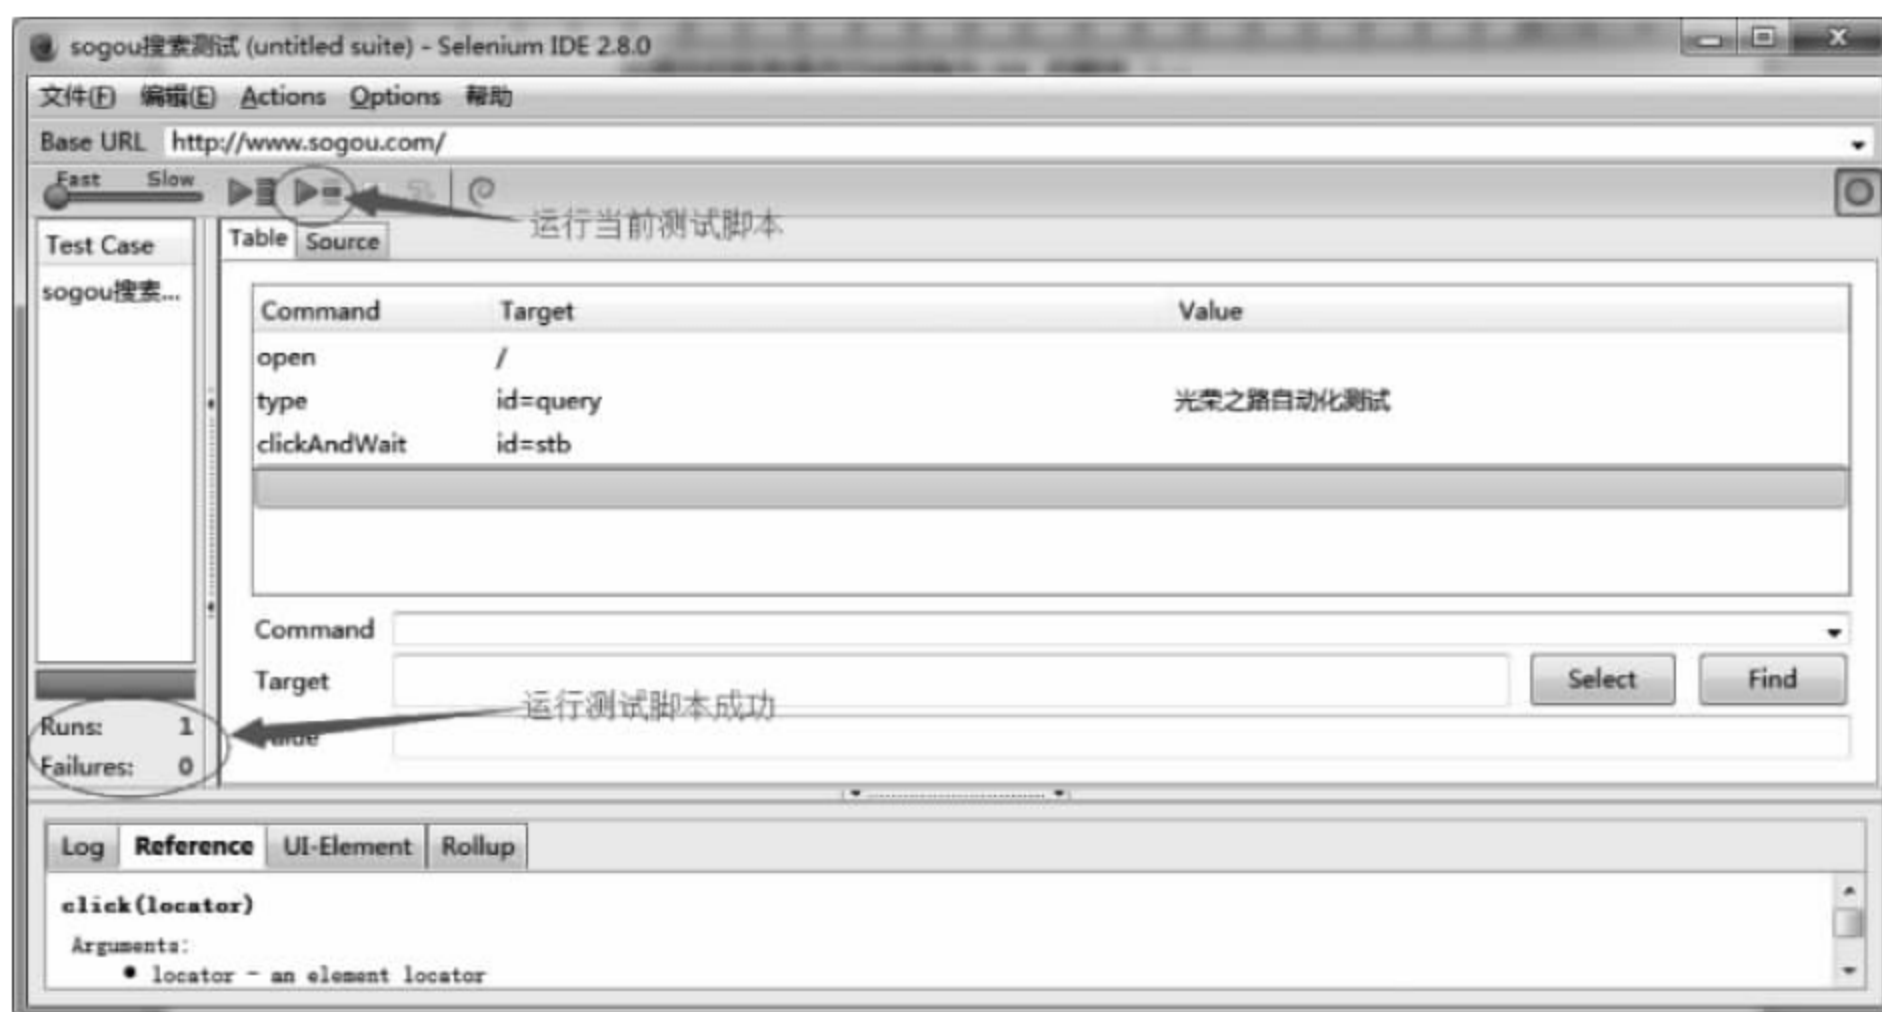 sogou搜索测试 (untitled suite) - Selenium IDE 2.8.0
文件(F) 编辑(E) Actions Options 帮助
Base URL http://www.sogou.com/
Fast Slow
运行当前测试脚本
Test Case
Table Source
sogou搜索...
Command Target Value
open /
type id=query 光荣之路自动化测试
clickAndWait id=stb
Command
Target Select Find
运行测试脚本成功
Runs: 1
Failures: 0
Log Reference UI-Element Rollup
click(locator)
Arguments:
● locator - an element locator